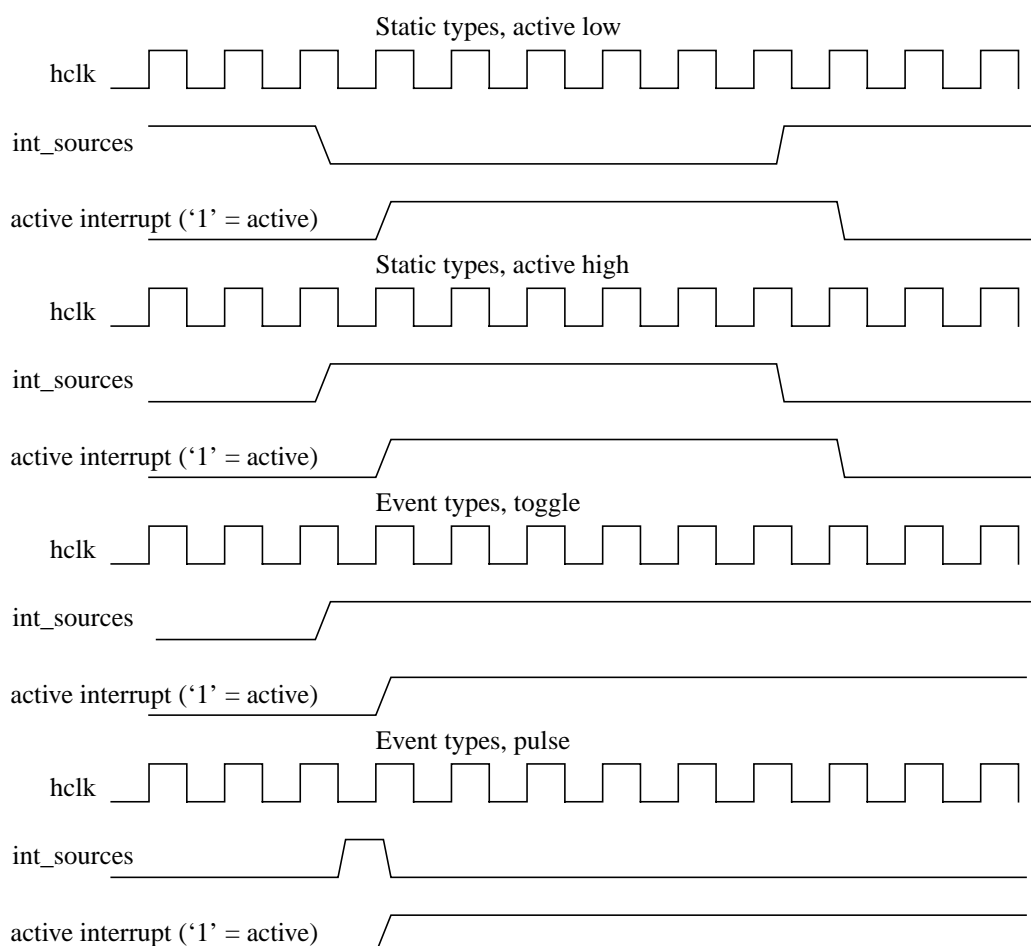 Static types, active low
hclk
int_sources
active interrupt (‘1’ = active)
Static types, active high
hclk
int_sources
active interrupt (‘1’ = active)
Event types, toggle
hclk
int_sources
active interrupt (‘1’ = active)
Event types, pulse
hclk
int_sources
active interrupt (‘1’ = active)